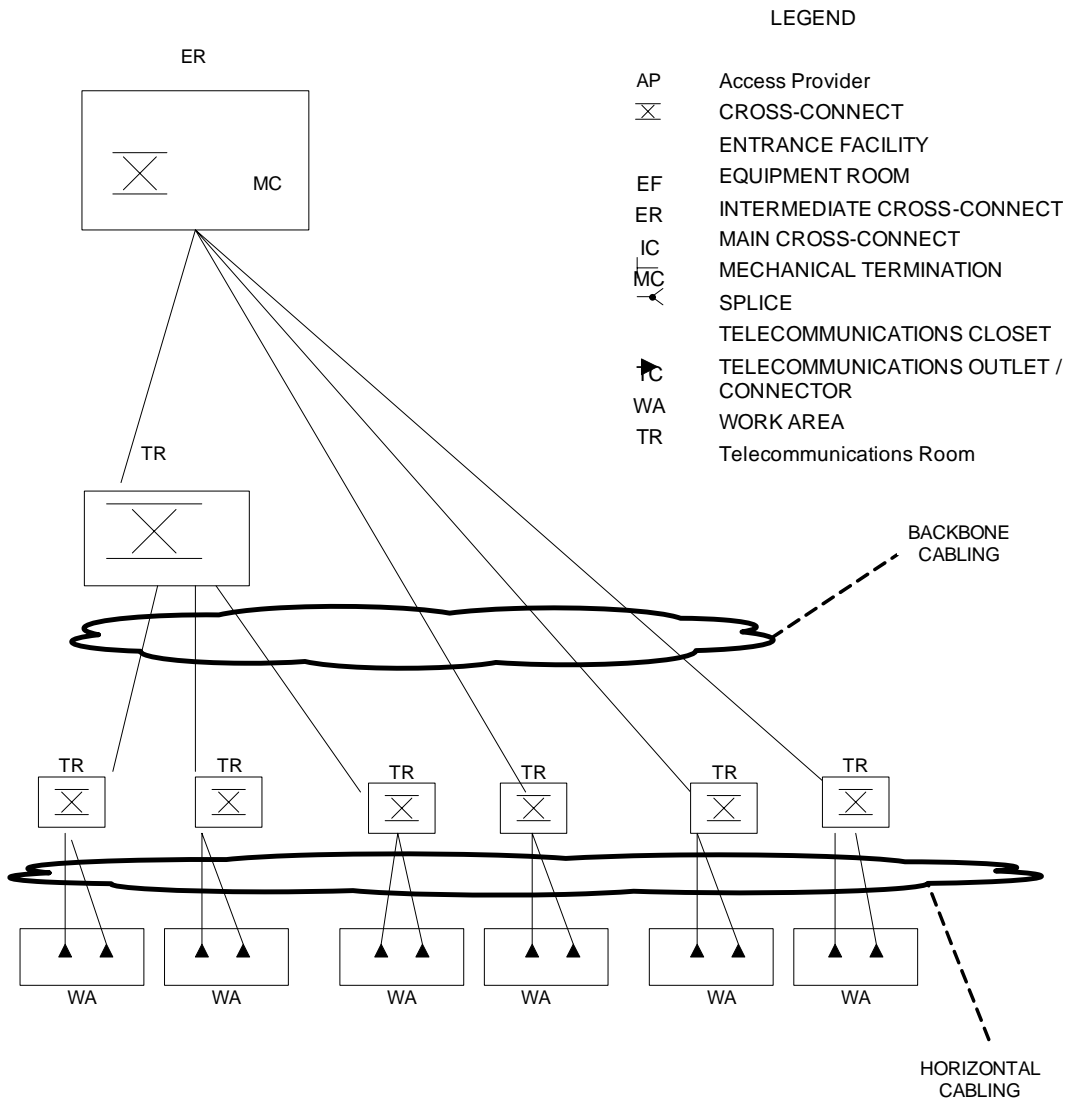 LEGEND
ER
AP Access Provider
CROSS-CONNECT
ENTRANCE FACILITY
EF EQUIPMENT ROOM
ER INTERMEDIATE CROSS-CONNECT
IC MAIN CROSS-CONNECT
MC MECHANICAL TERMINATION
SPLICE
TELECOMMUNICATIONS CLOSET
TC TELECOMMUNICATIONS OUTLET /
CONNECTOR
WA WORK AREA
TR Telecommunications Room
MC
TR
BACKBONE
CABLING
TR TR TR TR TR TR
WA WA WA WA WA WA
HORIZONTAL
CABLING